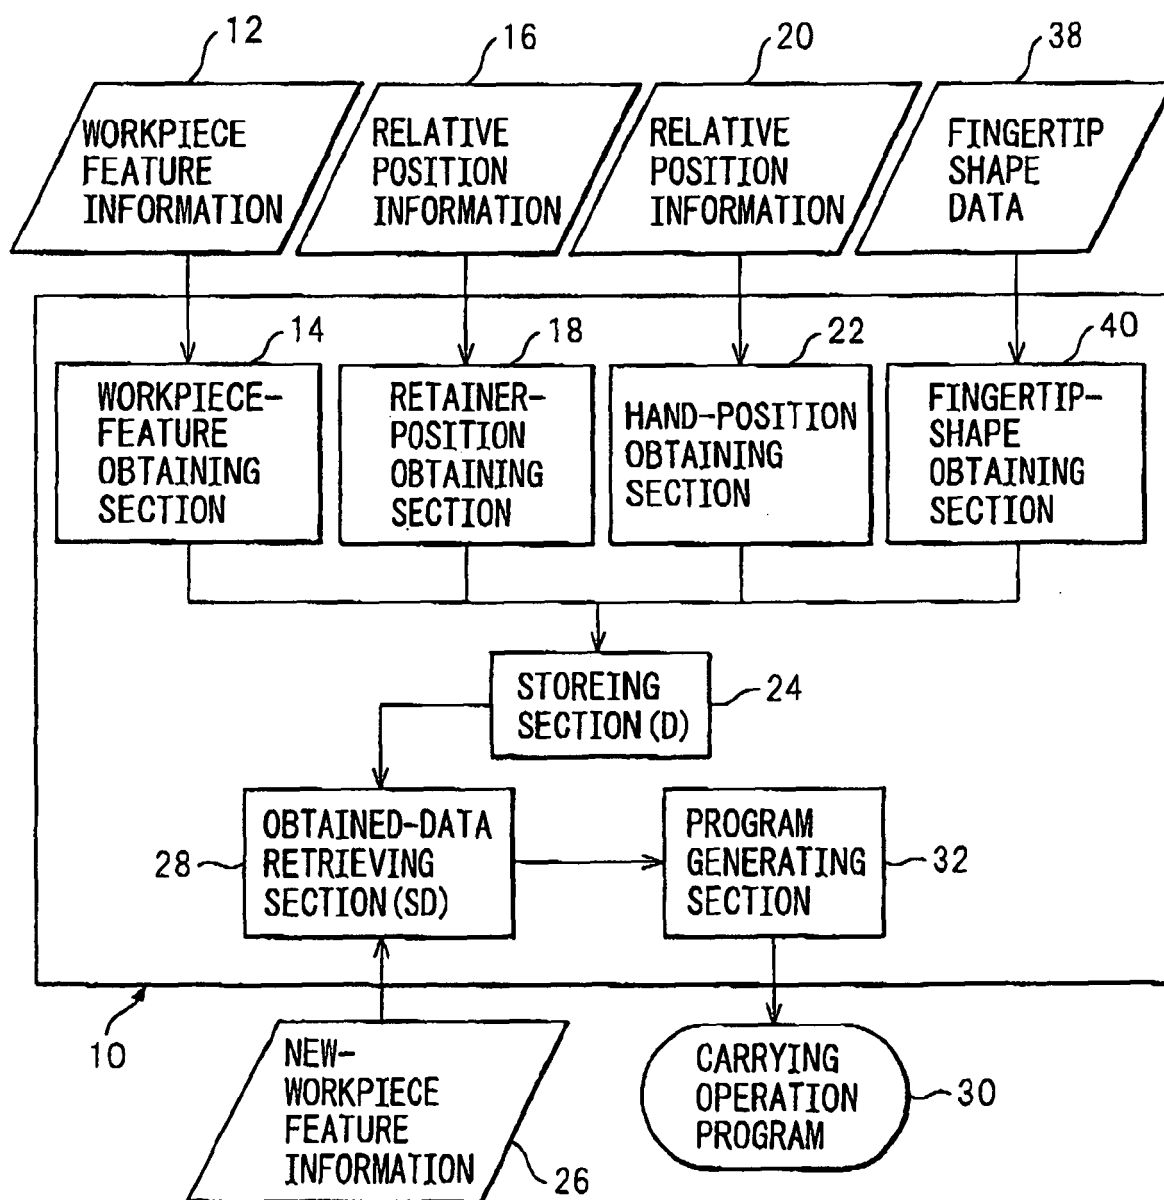 12
16
20
38
WORKPIECE
FEATURE
INFORMATION
RELATIVE
POSITION
INFORMATION
RELATIVE
POSITION
INFORMATION
FINGERTIP
SHAPE
DATA
14
18
22
40
WORKPIECE-
FEATURE
OBTAINING
SECTION
RETAINER-
POSITION
OBTAINING
SECTION
HAND-POSITION
OBTAINING
SECTION
FINGERTIP-
SHAPE
OBTAINING
SECTION
STOREING
SECTION(D)
24
OBTAINED-DATA
RETRIEVING
SECTION(SD)
28
PROGRAM
GENERATING
SECTION
32
10
NEW-
WORKPIECE
FEATURE
INFORMATION
26
CARRYING
OPERATION
PROGRAM
30